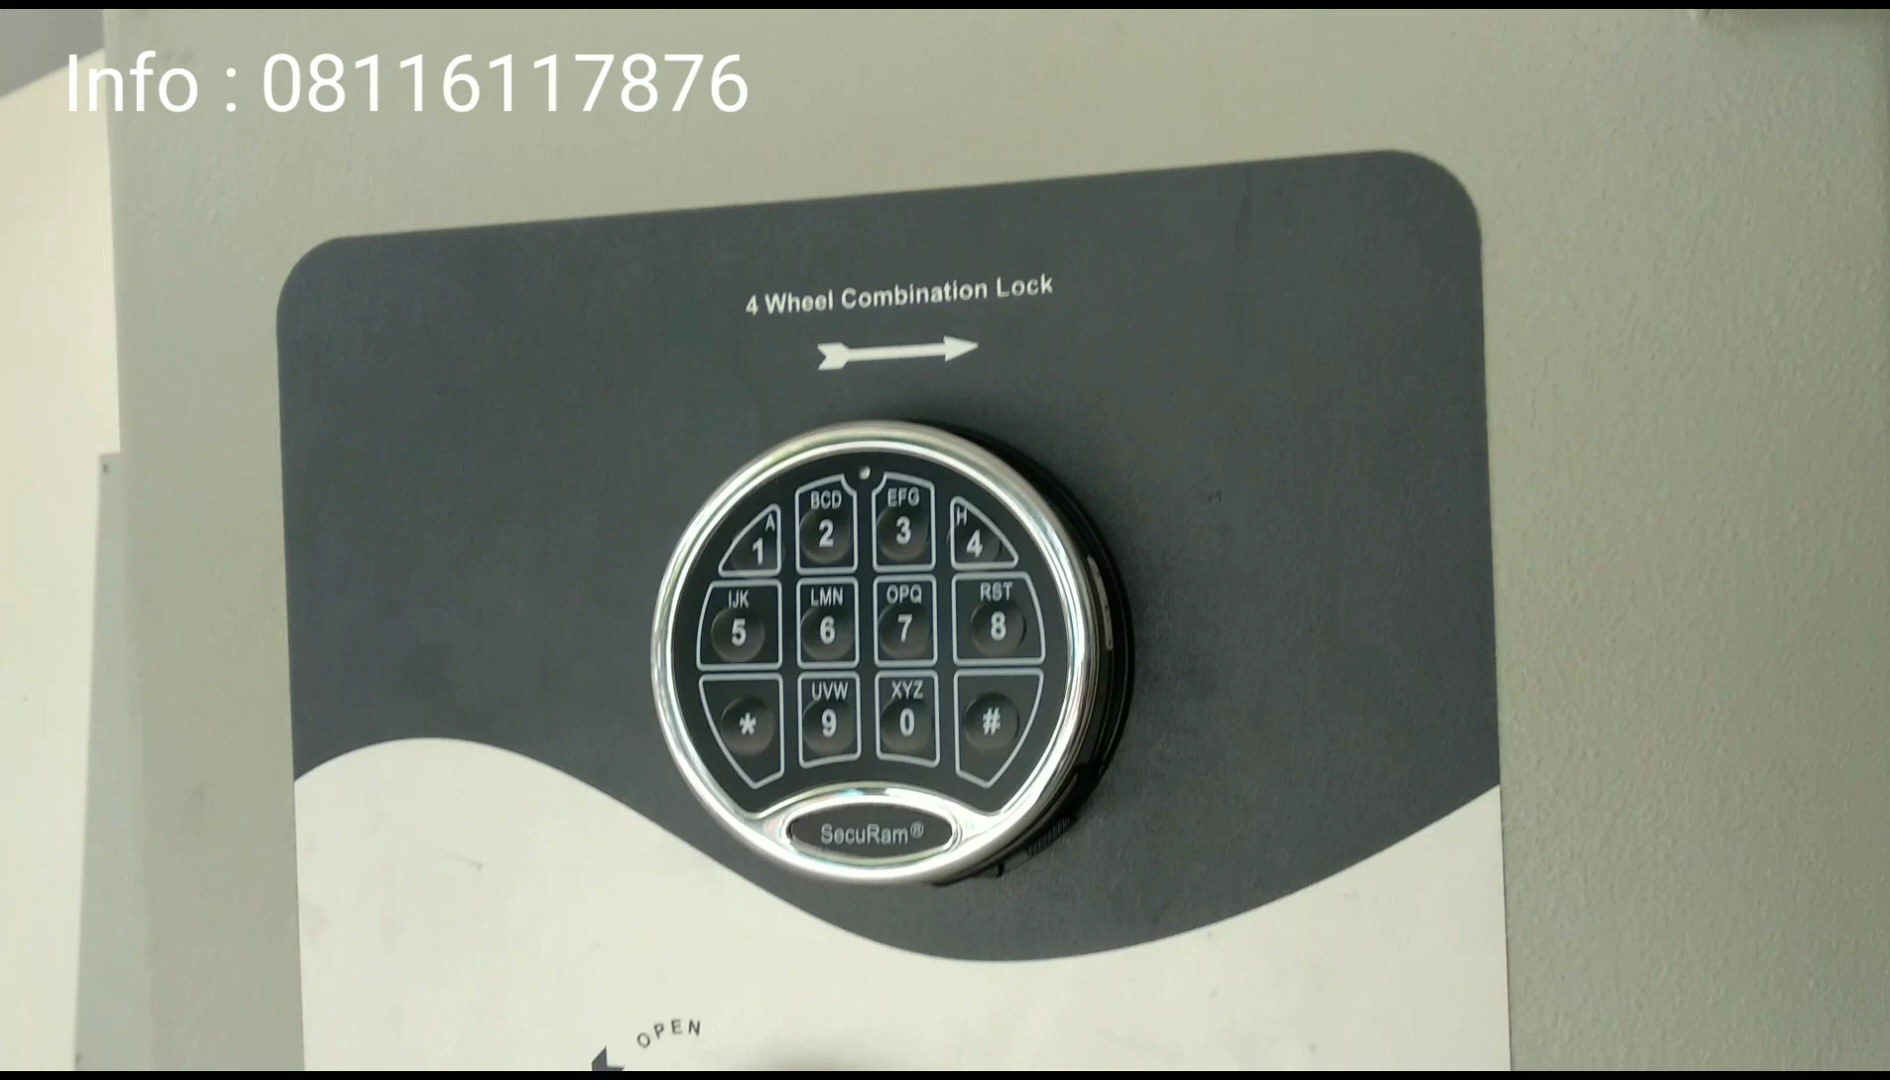 Info : 08116117876
4 Wheel Combination Lock
A BCD EFG H
1 2 3 4
IJK LMN OPQ RST
5 6 7 8
UVW XYZ
* 9 0 #
SecuRam®
OPEN